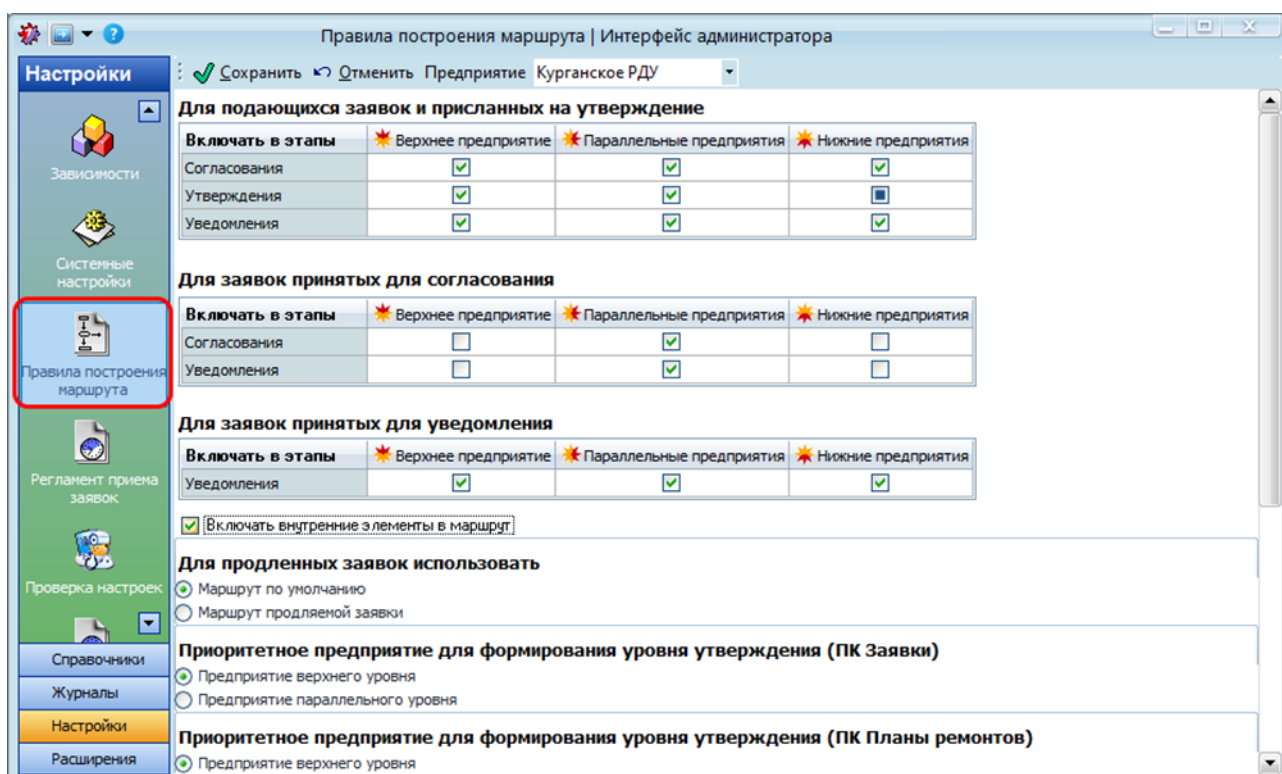 Правила построения маршрута | Интерфейс администратора
Настройки
Сохранить Отменить Предприятие Курганское РДУ
Зависимости
Системные
настройки
Правила построения
маршрута
Регламент приема
заявок
Проверка настроек
Справочники
Журналы
Настройки
Расширения
Для подающихся заявок и присланных на утверждение
Включать в этапы Верхнее предприятие Параллельные предприятия Нижние предприятия
Согласования
Утверждения
Уведомления
Для заявок принятых для согласования
Включать в этапы Верхнее предприятие Параллельные предприятия Нижние предприятия
Согласования
Уведомления
Для заявок принятых для уведомления
Включать в этапы Верхнее предприятие Параллельные предприятия Нижние предприятия
Уведомления
Включать внутренние элементы в маршрут
Для продленных заявок использовать
Маршрут по умолчанию
Маршрут продляемой заявки
Приоритетное предприятие для формирования уровня утверждения (ПК Заявки)
Предприятие верхнего уровня
Предприятие параллельного уровня
Приоритетное предприятие для формирования уровня утверждения (ПК Планы ремонтов)
Предприятие верхнего уровня